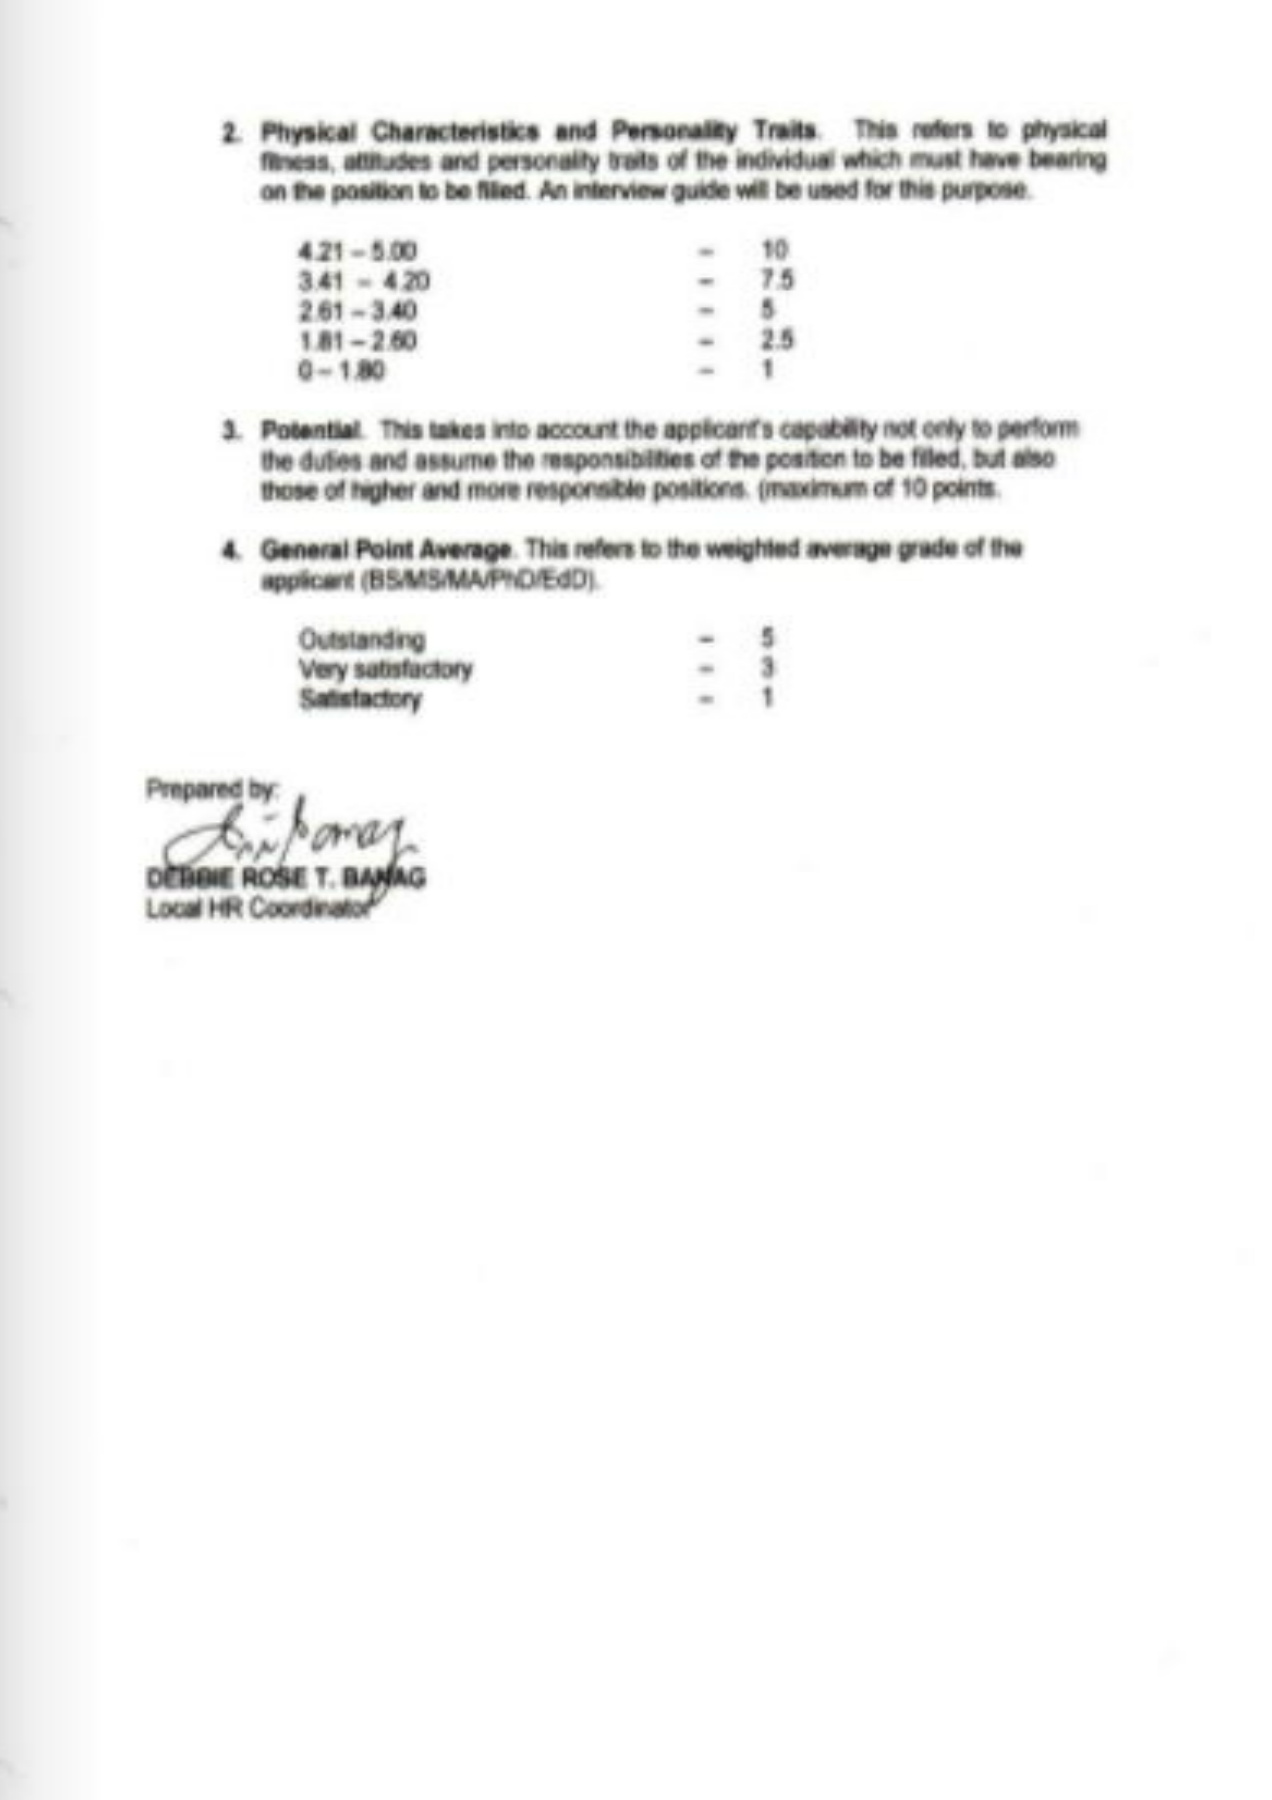 2. Physical Characteristics and Personality Traits. This refers to physical
fitness, attitudes and personality traits of the individual which must have bearing
on the position to be filled. An interview guide will be used for this purpose.
4.21 – 5.00 – 10
3.41 – 4.20 – 7.5
2.61 – 3.40 – 5
1.81 – 2.60 – 2.5
0 – 1.80 – 1
3. Potential. This takes into account the applicant's capability not only to perform
the duties and assume the responsibilities of the position to be filled, but also
those of higher and more responsible positions. (maximum of 10 points.
4. General Point Average. This refers to the weighted average grade of the
applicant (BS/MS/MA/PhD/EdD).
Outstanding – 5
Very satisfactory – 3
Satisfactory – 1
Prepared by:
DEBBIE ROSE T. BANAG
Local HR Coordinator